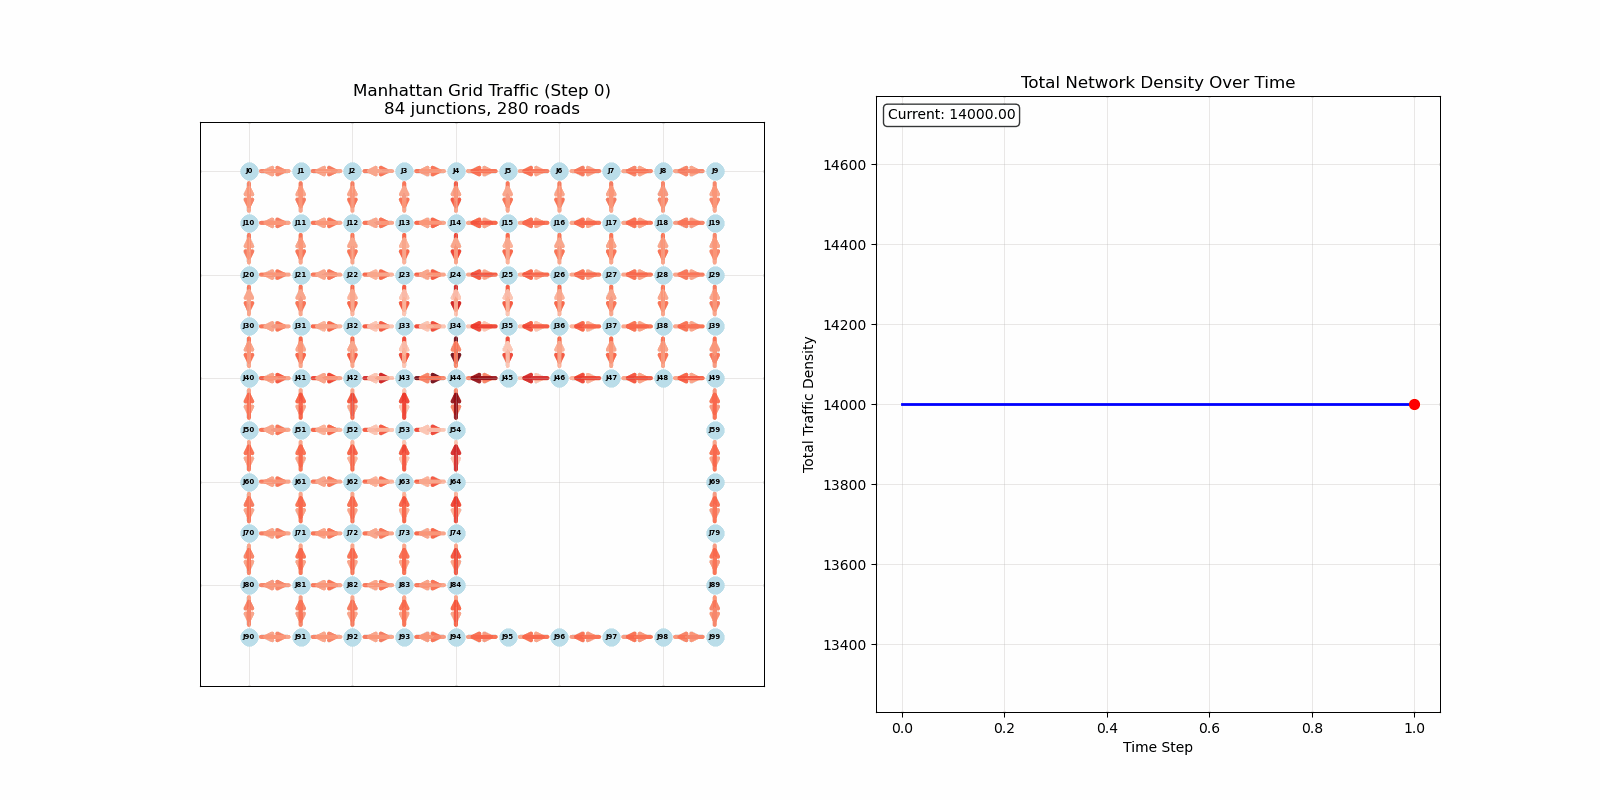 Manhattan Grid Traffic (Step 0)
84 junctions, 280 roads
J0 J1 J2 J3 J4 J5 J6 J7 J8 J9
J10 J11 J12 J13 J14 J15 J16 J17 J18 J19
J20 J21 J22 J23 J24 J25 J26 J27 J28 J29
J30 J31 J32 J33 J34 J35 J36 J37 J38 J39
J40 J41 J42 J43 J44 J45 J46 J47 J48 J49
J50 J51 J52 J53 J54 J59
J60 J61 J62 J63 J64 J69
J70 J71 J72 J73 J74 J79
J80 J81 J82 J83 J84 J89
J90 J91 J92 J93 J94 J95 J96 J97 J98 J99
Total Network Density Over Time
Current: 14000.00
14600
14400
14200
14000
13800
13600
13400
Total Traffic Density
0.0 0.2 0.4 0.6 0.8 1.0
Time Step